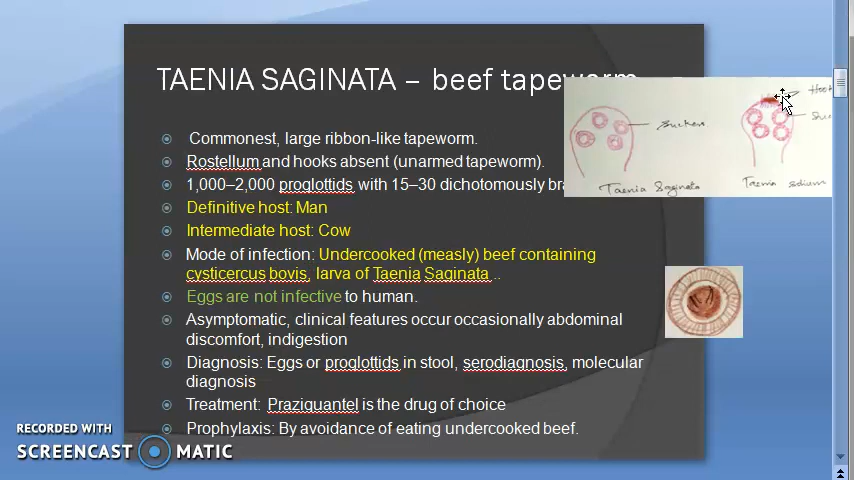 TAENIA SAGINATA – beef tapeworm
Commonest, large ribbon-like tapeworm.
Rostellum and hooks absent (unarmed tapeworm).
1,000–2,000 proglottids with 15–30 dichotomously
Definitive host: Man
Intermediate host: Cow
Mode of infection: Undercooked (measly) beef containing
cysticercus bovis, larva of Taenia Saginata ..
Eggs are not infective to human.
Asymptomatic, clinical features occur occasionally abdominal
discomfort, indigestion
Diagnosis: Eggs or proglottids in stool, serodiagnosis, molecular
diagnosis
Treatment: Praziquantel is the drug of choice
Prophylaxis: By avoidance of eating undercooked beef.
Suckers
Taenia Saginata
Taenia solium
RECORDED WITH
SCREENCAST MATIC